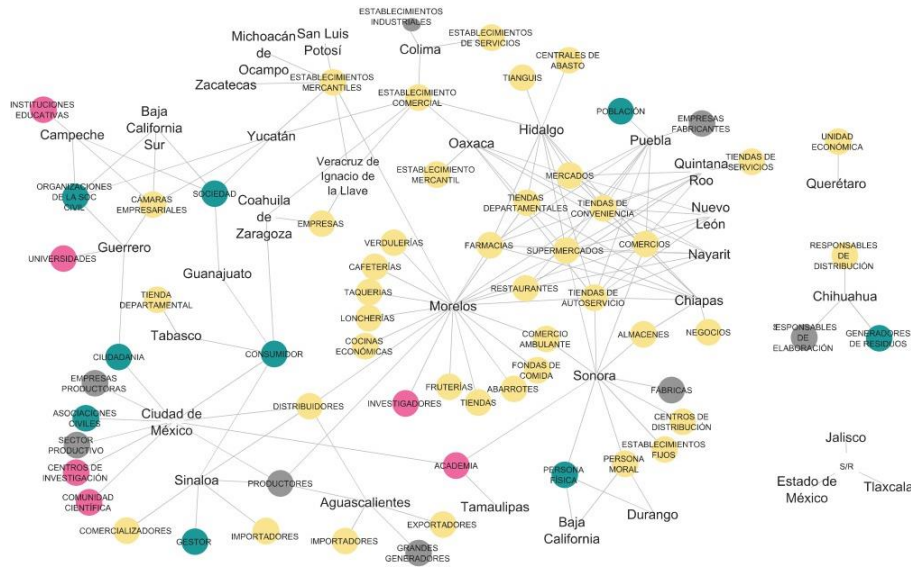 ESTABLECIMIENTOS
INDUSTRIALES
Michoacán
de
Ocampo
San Luis
Potosí
Colima
ESTABLECIMIENTOS
DE SERVICIOS
CENTRALES DE
ABASTO
Zacatecas
ESTABLECIMIENTOS
MERCANTILES
TIANGUIS
INSTITUCIONES
EDUCATIVAS
Baja
California
Sur
ESTABLECIMIENTO
COMERCIAL
POBLACIÓN
EMPRESAS
FABRICANTES
Campeche
Yucatán
Hidalgo
Puebla
UNIDAD
ECONÓMICA
Oaxaca
Veracruz de
Ignacio de
la Llave
ESTABLECIMIENTO
MERCANTIL
MERCADOS
Quintana
Roo
TIENDAS DE
SERVICIOS
Querétaro
ORGANIZACIONES
DE LA SOC
CIVIL
CÁMARAS
EMPRESARIALES
SOCIEDAD
Coahuila
de
Zaragoza
EMPRESAS
TIENDAS
DEPARTAMENTALES
TIENDAS DE
CONVENIENCIA
Nuevo
León
Guerrero
UNIVERSIDADES
VERDULERÍAS
FARMACIAS
SUPERMERCADOS
COMERCIOS
Nayarit
RESPONSABLES
DE
DISTRIBUCIÓN
Guanajuato
CAFETERÍAS
TAQUERIAS
RESTAURANTES
TIENDAS DE
AUTOSERVICIO
Chiapas
Chihuahua
TIENDA
DEPARTAMENTAL
Morelos
LONCHERÍAS
Tabasco
COCINAS
ECONÓMICAS
COMERCIO
AMBULANTE
ALMACENES
NEGOCIOS
RESPONSABLES
DE
ELABORACIÓN
GENERADORES
DE RESIDUOS
CIUDADANIA
CONSUMIDOR
FONDAS DE
COMIDA
Sonora
EMPRESAS
PRODUCTORAS
FRUTERÍAS
ABARROTES
TIENDAS
FÁBRICAS
ASOCIACIONES
CIVILES
Ciudad de
México
DISTRIBUIDORES
INVESTIGADORES
CENTROS DE
DISTRIBUCIÓN
SECTOR
PRODUCTIVO
ESTABLECIMIENTOS
FIJOS
Jalisco
CENTROS DE
INVESTIGACIÓN
Sinaloa
PRODUCTORES
ACADEMIA
PERSONA
FÍSICA
PERSONA
MORAL
S/R
COMUNIDAD
CIENTÍFICA
Aguascalientes
Tamaulipas
Estado de
México
Tlaxcala
COMERCIALIZADORES
GESTOR
IMPORTADORES
IMPORTADORES
EXPORTADORES
GRANDES
GENERADORES
Baja
California
Durango